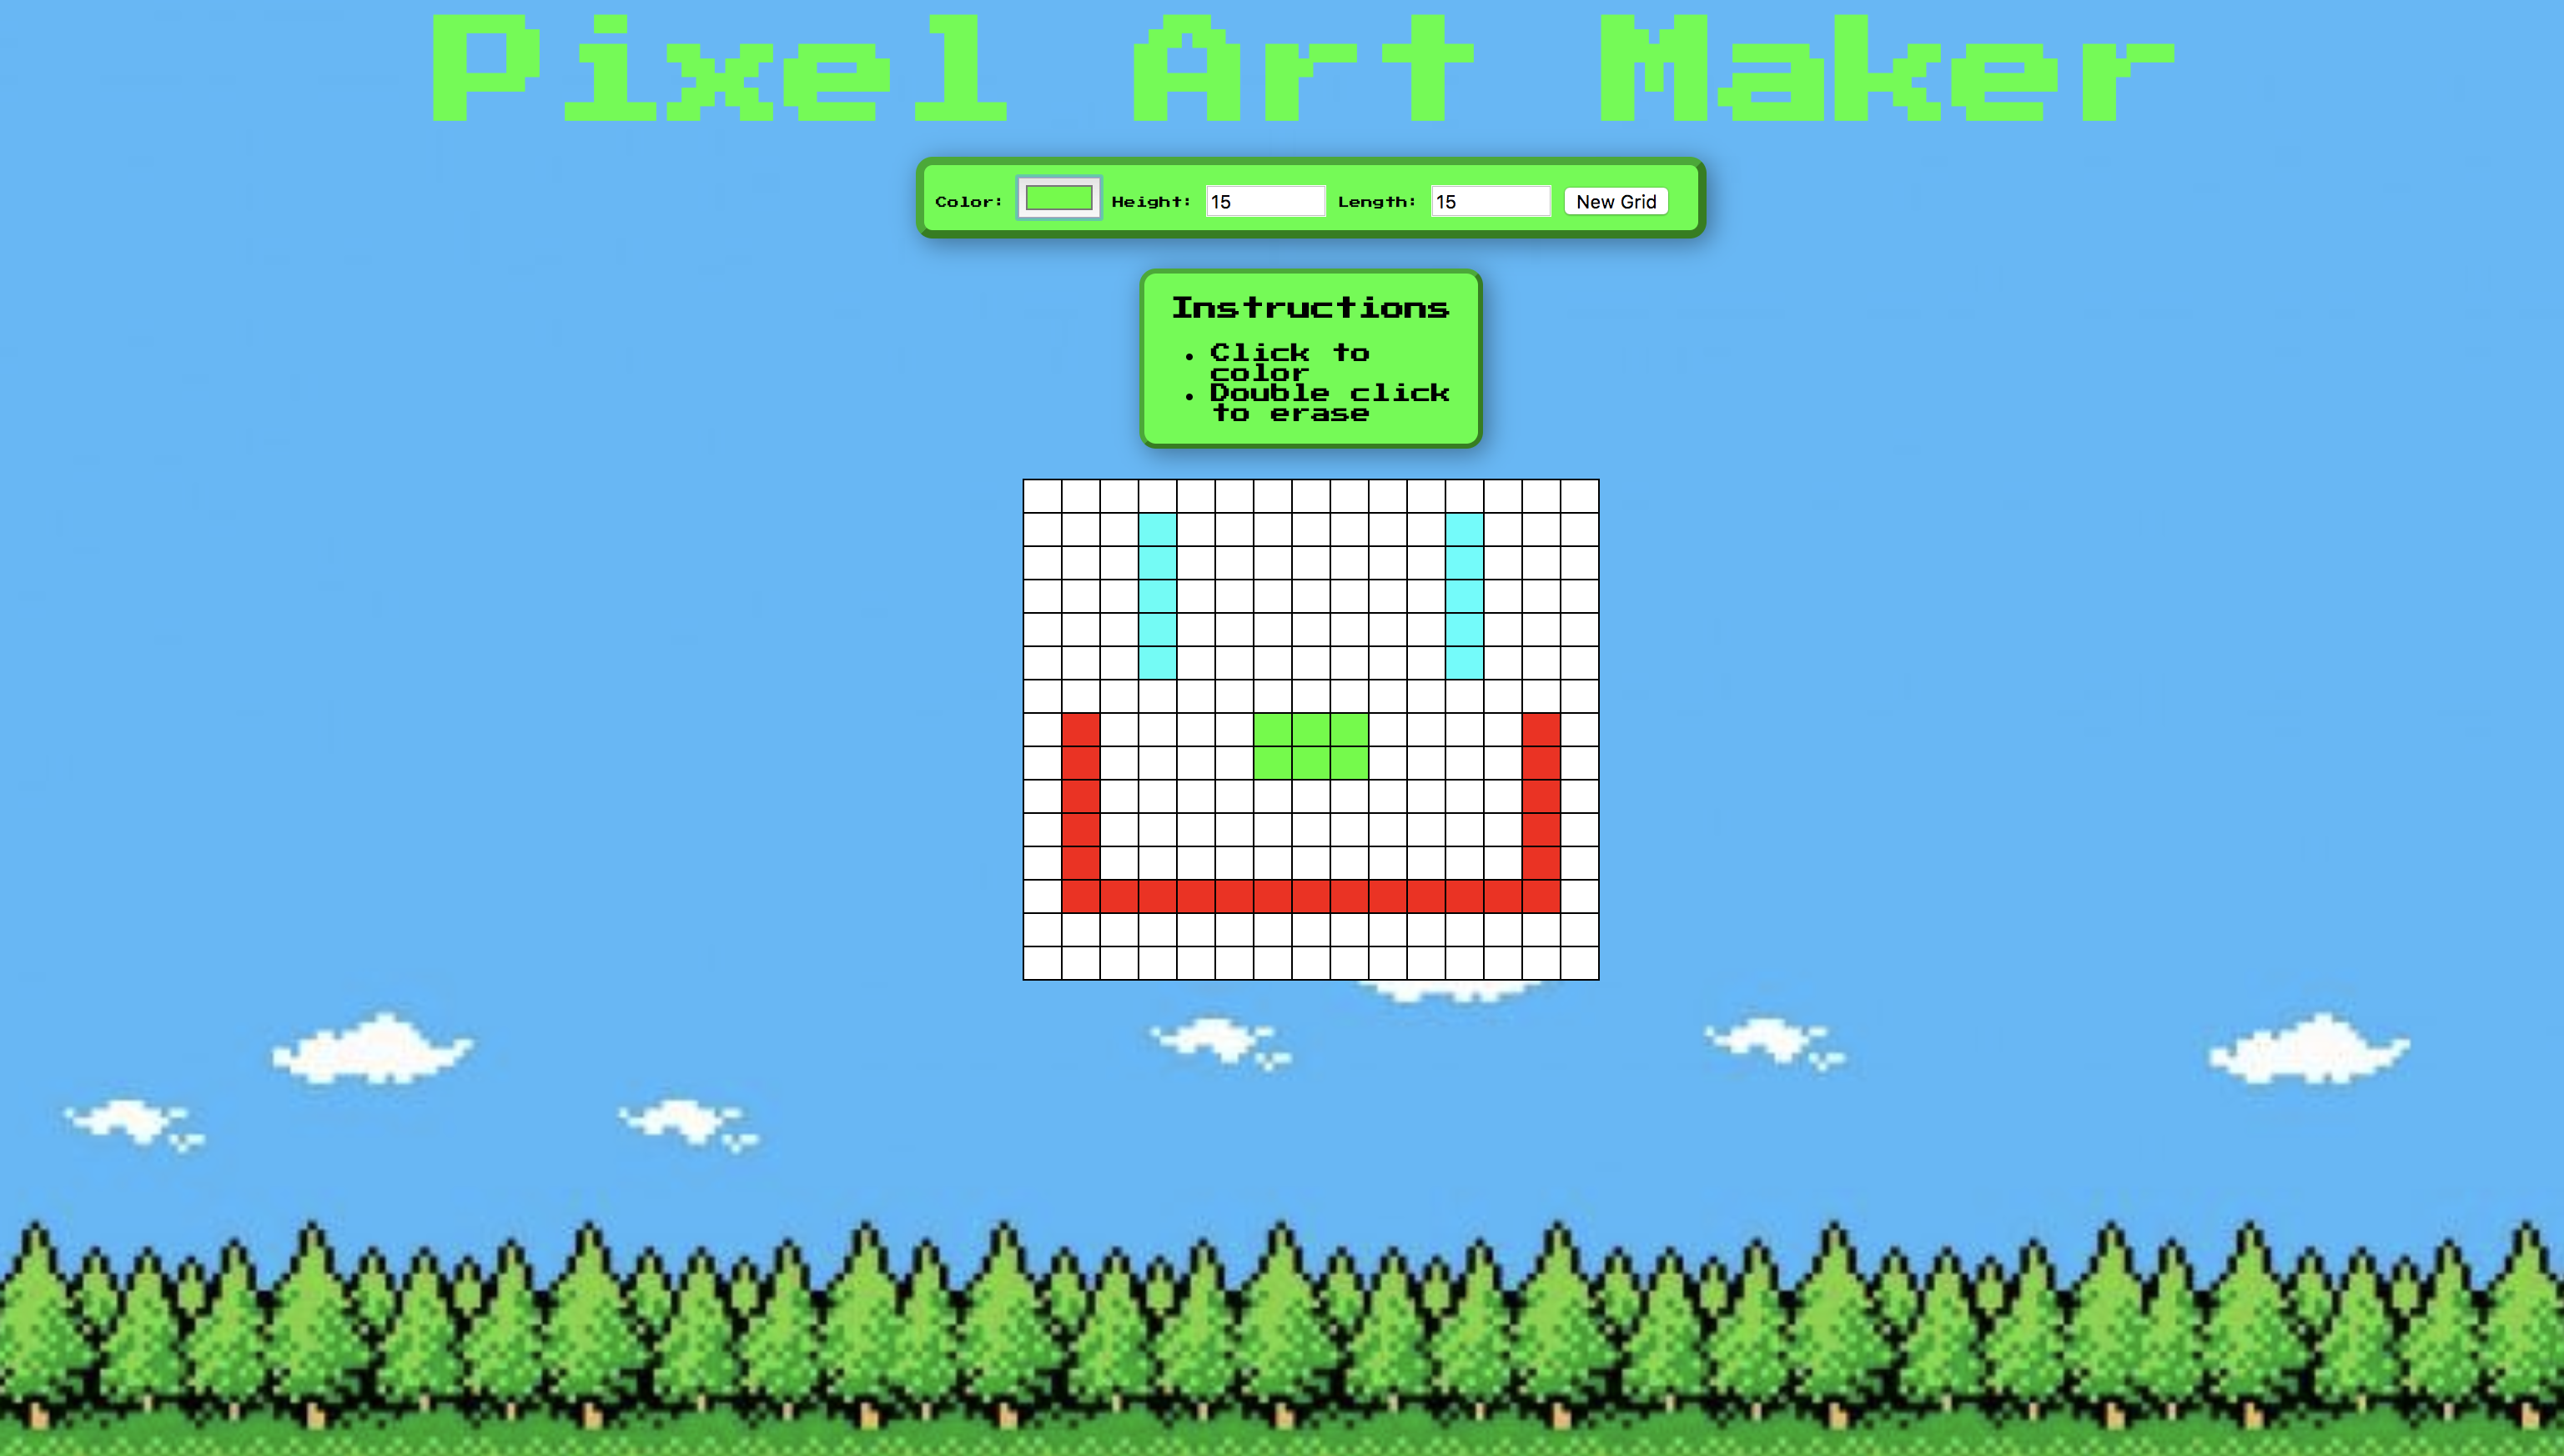 Pixel Art Maker
Color: Height: 15 Length: 15 New Grid
Instructions
• Click to
color
• Double click
to erase